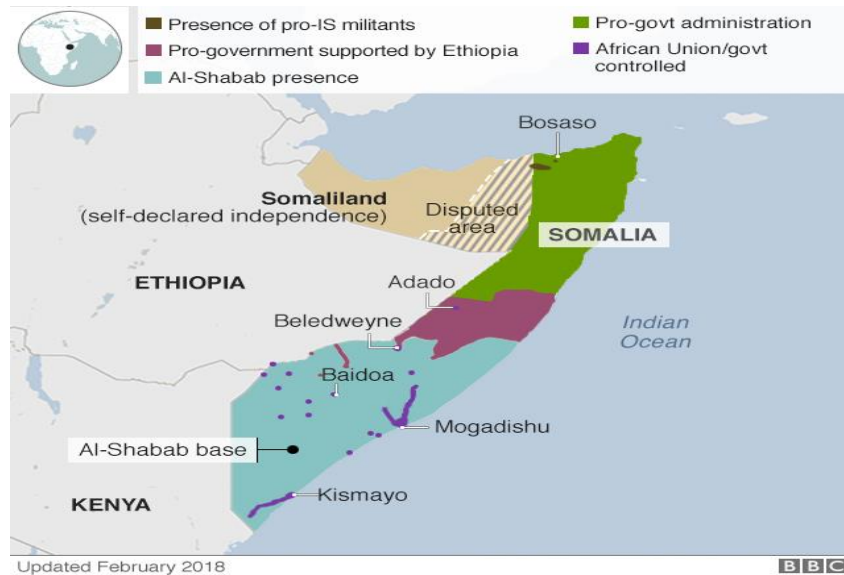 Presence of pro-IS militants
Pro-government supported by Ethiopia
Al-Shabab presence
Pro-govt administration
African Union/govt
controlled
Bosaso
Somaliland
(self-declared independence)
Disputed
area
SOMALIA
ETHIOPIA
Adado
Beledweyne
Indian
Ocean
Baidoa
Mogadishu
Al-Shabab base
Kismayo
KENYA
Updated February 2018
BBC